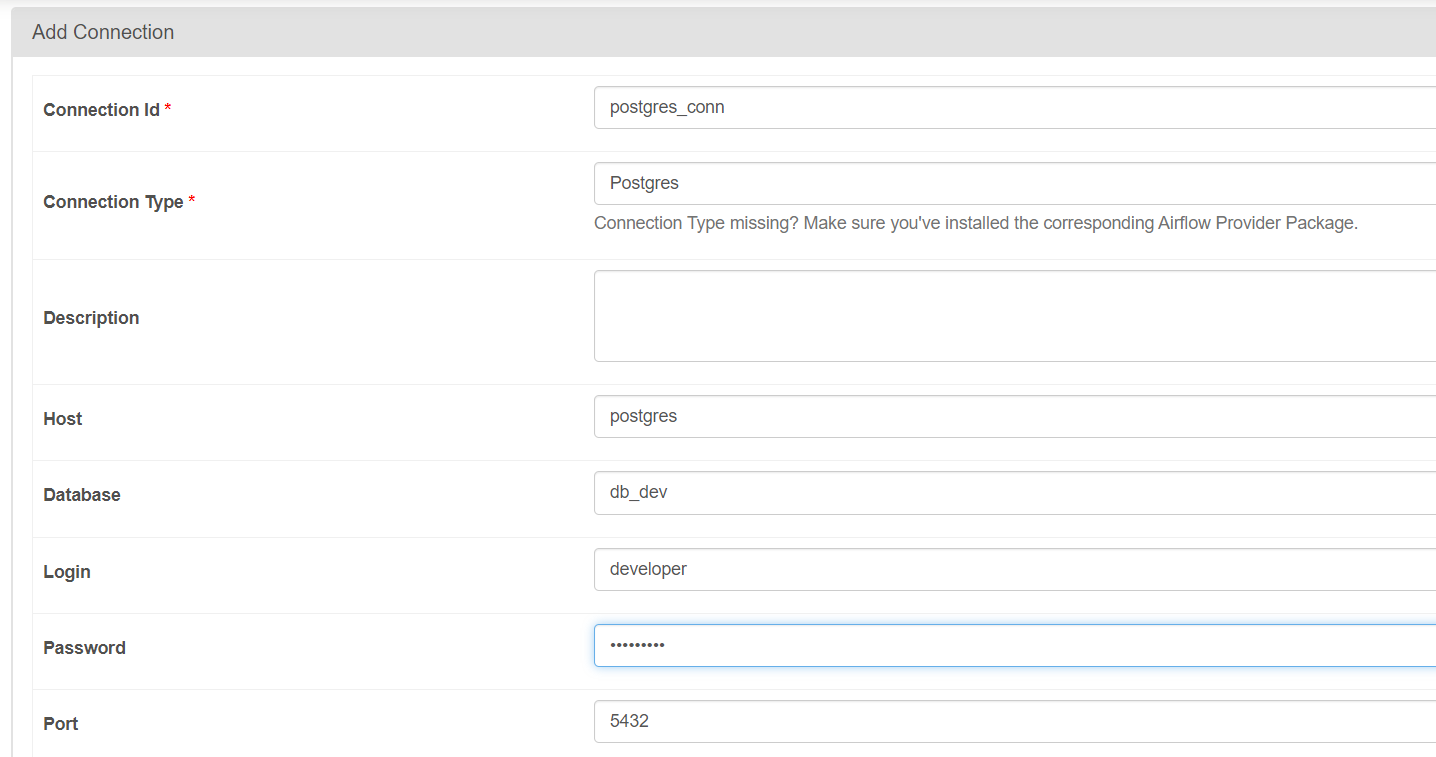 Add Connection
Connection Id *
postgres_conn
Connection Type *
Postgres
Connection Type missing? Make sure you've installed the corresponding Airflow Provider Package.
Description
Host
postgres
Database
db_dev
Login
developer
Password
•••••••••
Port
5432